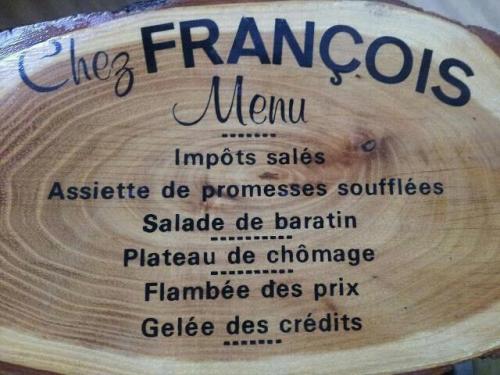 Chez FRANÇOIS
Menu
Impôts salés
Assiette de promesses soufflées
Salade de baratin
Plateau de chômage
Flambée des prix
Gelée des crédits